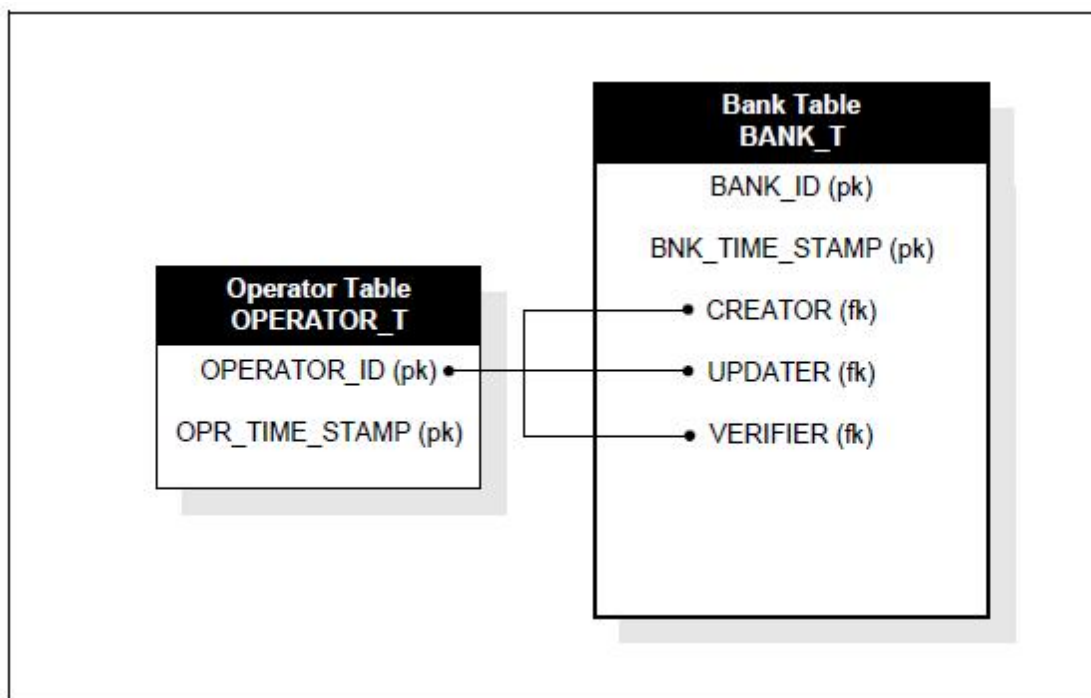 Bank Table
BANK_T
BANK_ID (pk)
BNK_TIME_STAMP (pk)
CREATOR (fk)
UPDATER (fk)
VERIFIER (fk)
Operator Table
OPERATOR_T
OPERATOR_ID (pk)
OPR_TIME_STAMP (pk)